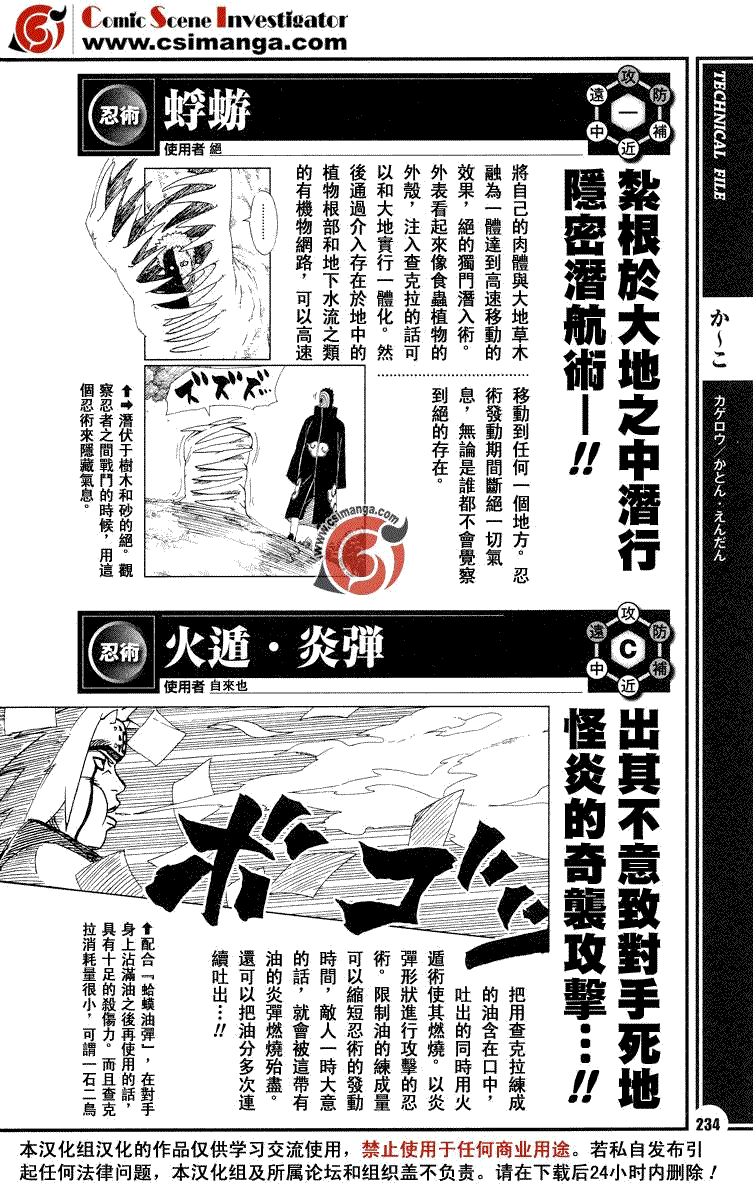 Comic Scene Investigator
www.csimanga.com
TECHNICAL FILE
か~こ
カゲロウ/かとん・えんだん
忍術
蜉蝣
使用者 絕
攻
防
補
近
中
遠
一
紮根於大地之中潛行
隱密潛航術—!!
將自己的肉體與大地草木
融為一體達到高速移動的
效果,絕的獨門潛入術。
外表看起來像食蟲植物的
外殼,注入查克拉的話可
以和大地實行一體化。然
後通過介入存在於地中的
植物根部和地下水流之類
的有機物網路,可以高速
移動到任何一個地方。忍
術發動期間斷絕一切氣
息,無論是誰都不會覺察
到絕的存在。
………
ズズズ…
⬆➡潛伏于樹木和砂的絕。觀
察忍者之間戰鬥的時候,用這
個忍術來隱藏氣息。
www.csimanga.com
忍術
火遁・炎彈
使用者 自來也
攻
防
補
近
中
遠
C
出其不意致對手死地
怪炎的奇襲攻擊…!!
ボゴッ
把用查克拉練成
的油含在口中,
吐出的同時用火
遁術使其燃燒。以炎
彈形狀進行攻擊的忍
術。限制油的練成量
可以縮短忍術的發動
時間,敵人一時大意
的話,就會被這帶有
油的炎彈燃燒殆盡。
還可以把油分多次連
續吐出…!!
⬆配合『蛤蟆油彈』,在對手
身上沾滿油之後再使用的話,
具有十足的殺傷力。而且查克
拉消耗量很小,可謂一石二鳥
234
本汉化组汉化的作品仅供学习交流使用,禁止使用于任何商业用途。若私自发布引
起任何法律问题,本汉化组及所属论坛和组织盖不负责。请在下载后24小时内删除!